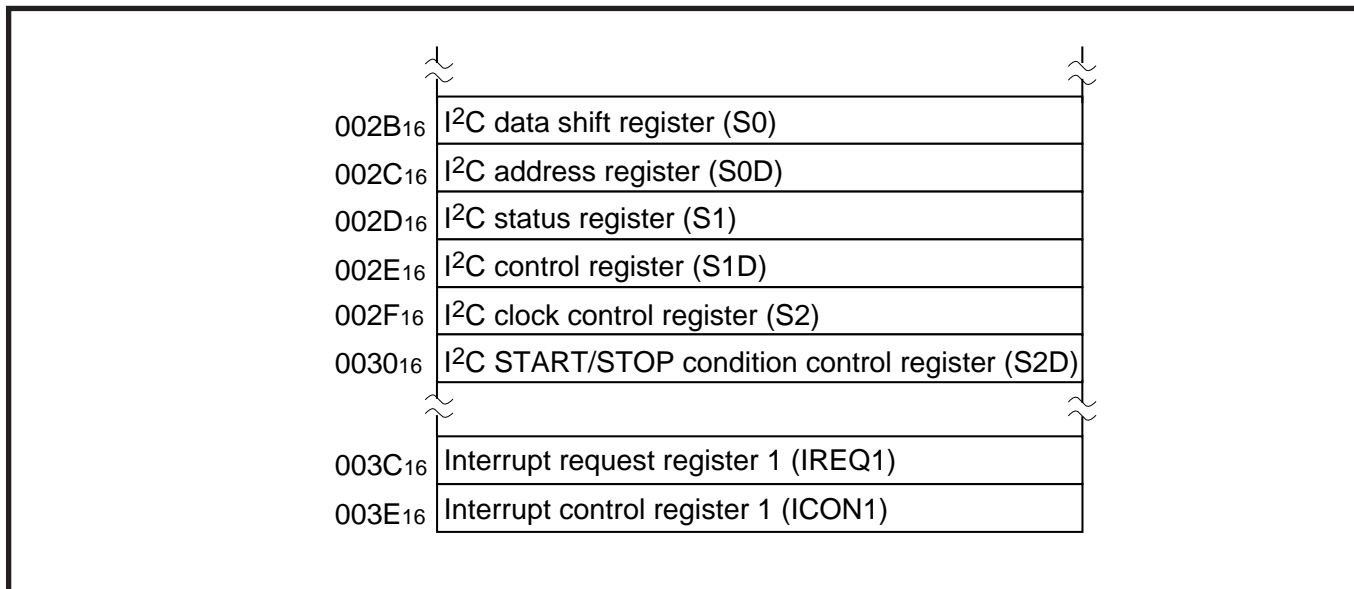 002B16 I2C data shift register (S0)
002C16 I2C address register (S0D)
002D16 I2C status register (S1)
002E16 I2C control register (S1D)
002F16 I2C clock control register (S2)
003016 I2C START/STOP condition control register (S2D)
003C16 Interrupt request register 1 (IREQ1)
003E16 Interrupt control register 1 (ICON1)